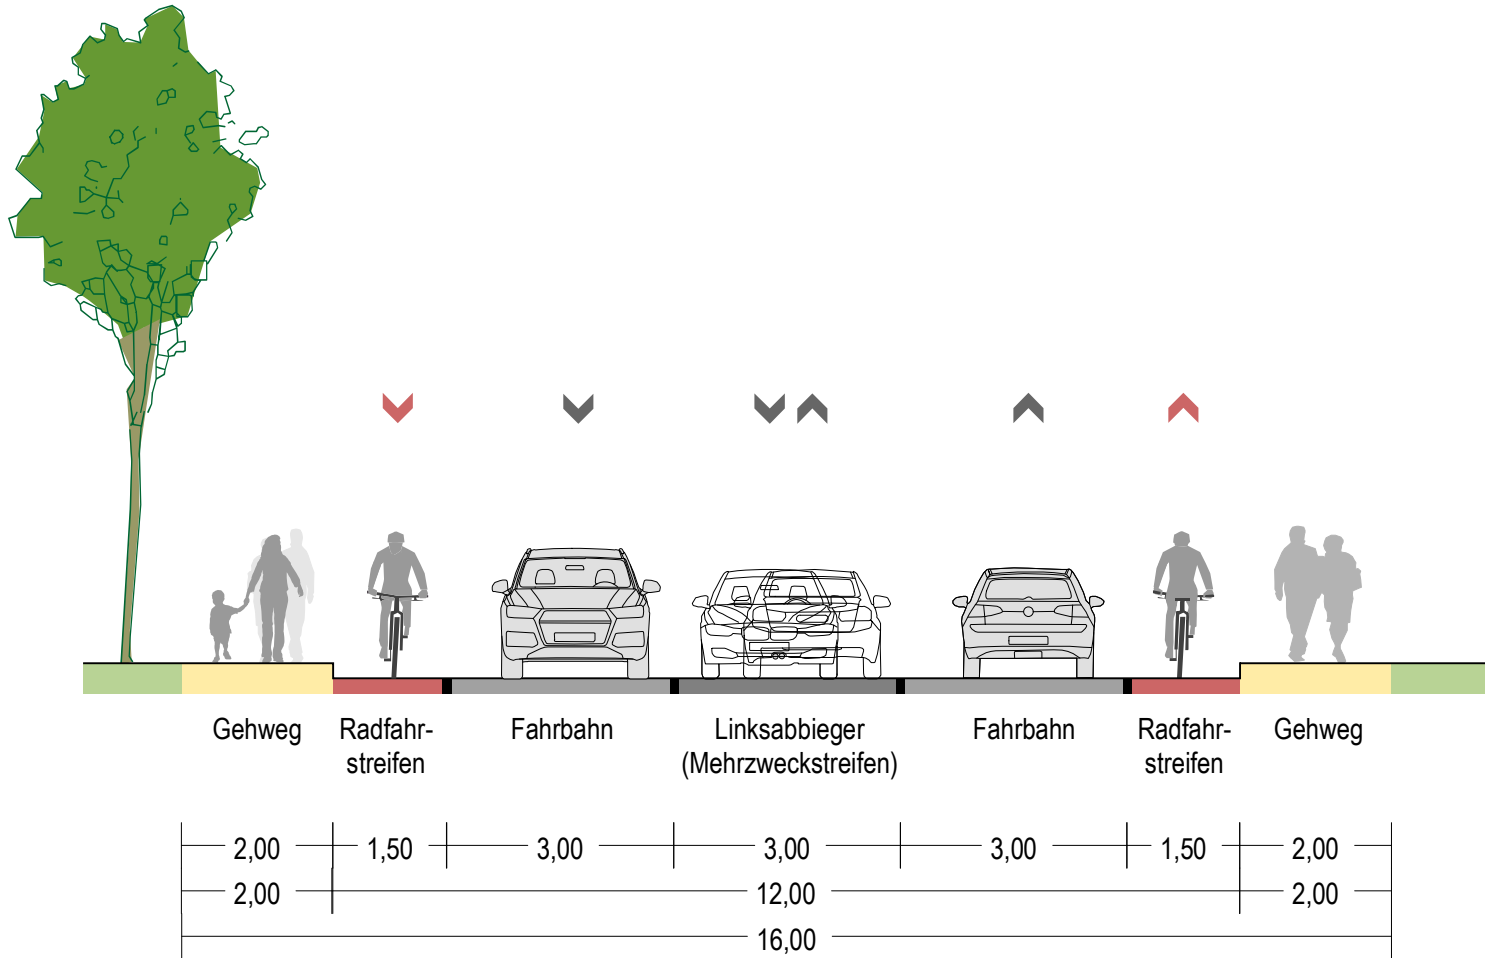 Gehweg Radfahr- Fahrbahn Linksabbieger Fahrbahn Radfahr- Gehweg
streifen (Mehrzweckstreifen) streifen
2,00 1,50 3,00 3,00 3,00 1,50 2,00
2,00 12,00 2,00
16,00